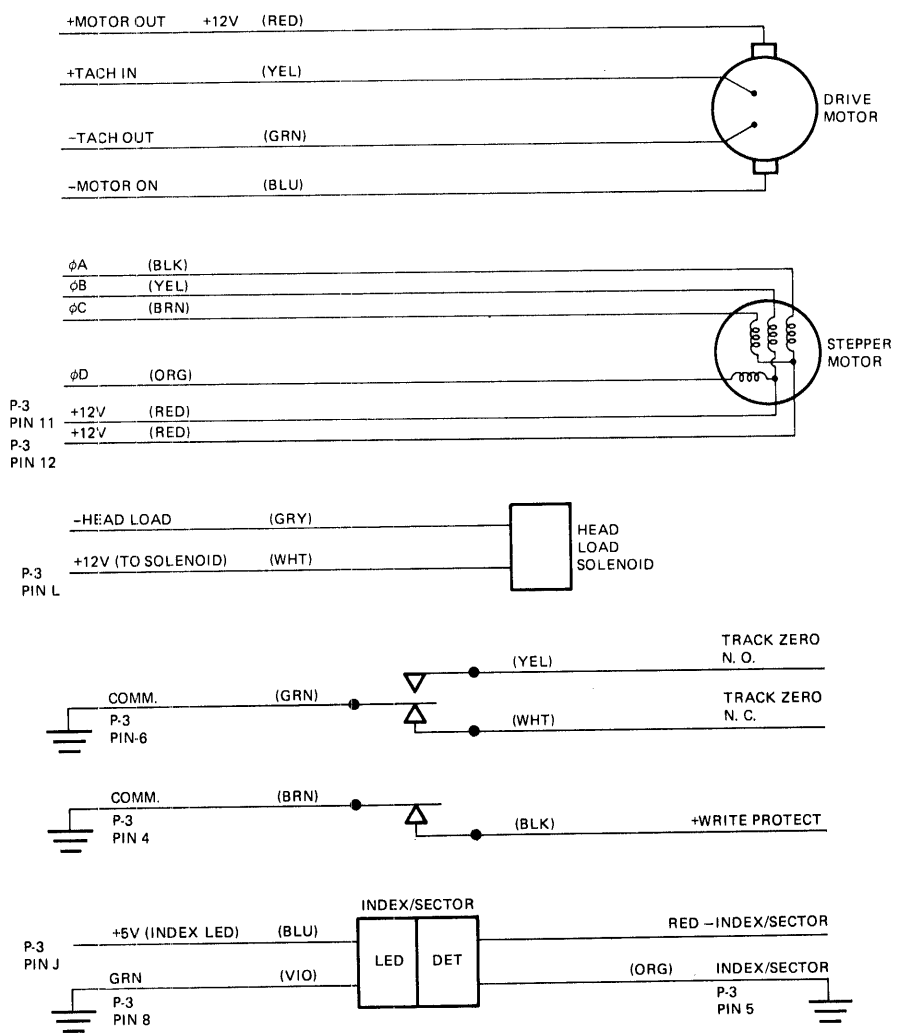 +MOTOR OUT +12V (RED)
+TACH IN (YEL)
DRIVE
MOTOR
-TACH OUT (GRN)
-MOTOR ON (BLU)
φA (BLK)
φB (YEL)
φC (BRN)
STEPPER
MOTOR
φD (ORG)
P-3
PIN 11
+12V (RED)
+12V (RED)
P-3
PIN 12
-HEAD LOAD (GRY)
HEAD
LOAD
SOLENOID
+12V (TO SOLENOID) (WHT)
P-3
PIN L
TRACK ZERO
N. O.
(YEL)
COMM. (GRN)
P-3
PIN-6
TRACK ZERO
N. C.
(WHT)
COMM. (BRN)
P-3
PIN 4
(BLK) +WRITE PROTECT
INDEX/SECTOR
+5V (INDEX LED) (BLU)
RED -INDEX/SECTOR
P-3
PIN J
LED DET
GRN (VIO)
(ORG) INDEX/SECTOR
P-3
PIN 8
P-3
PIN 5